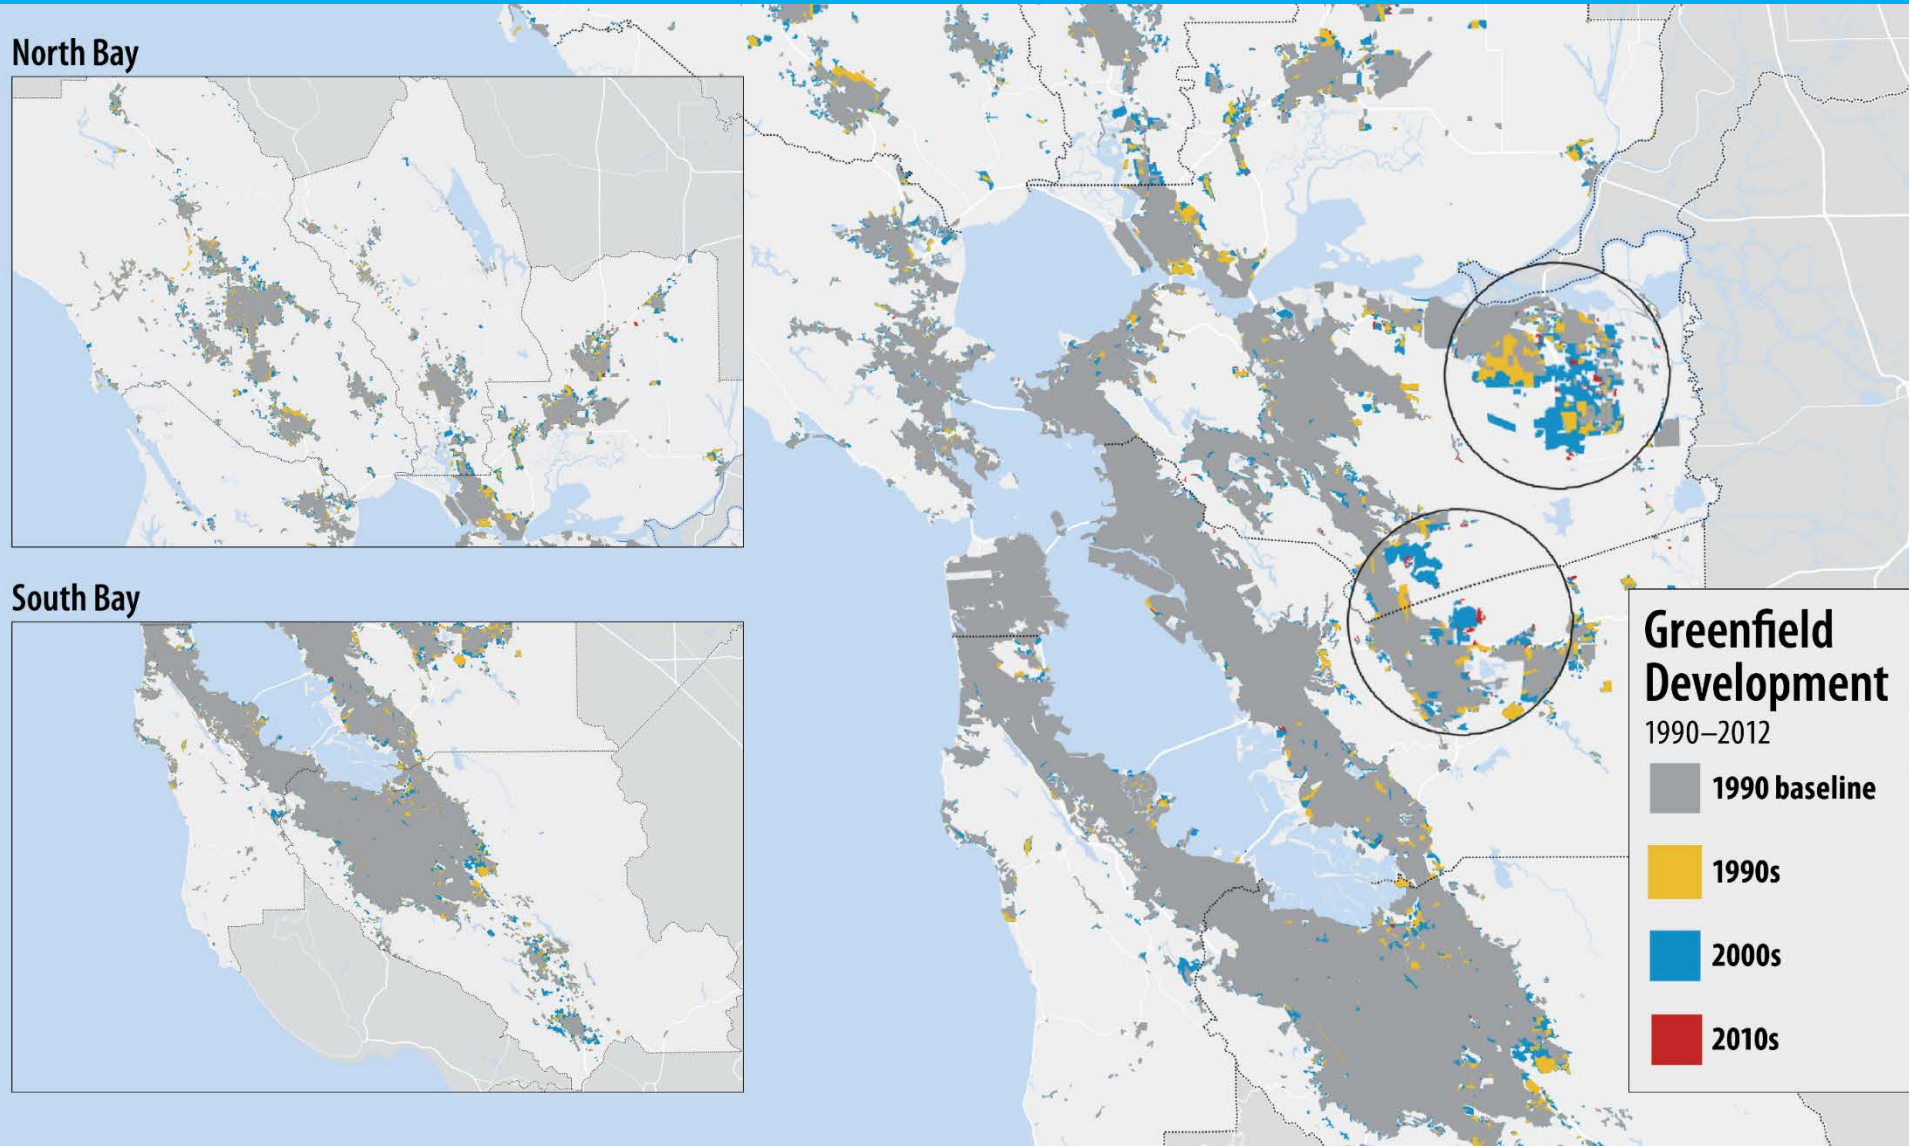 North Bay
South Bay
Greenfield
Development
1990–2012
1990 baseline
1990s
2000s
2010s